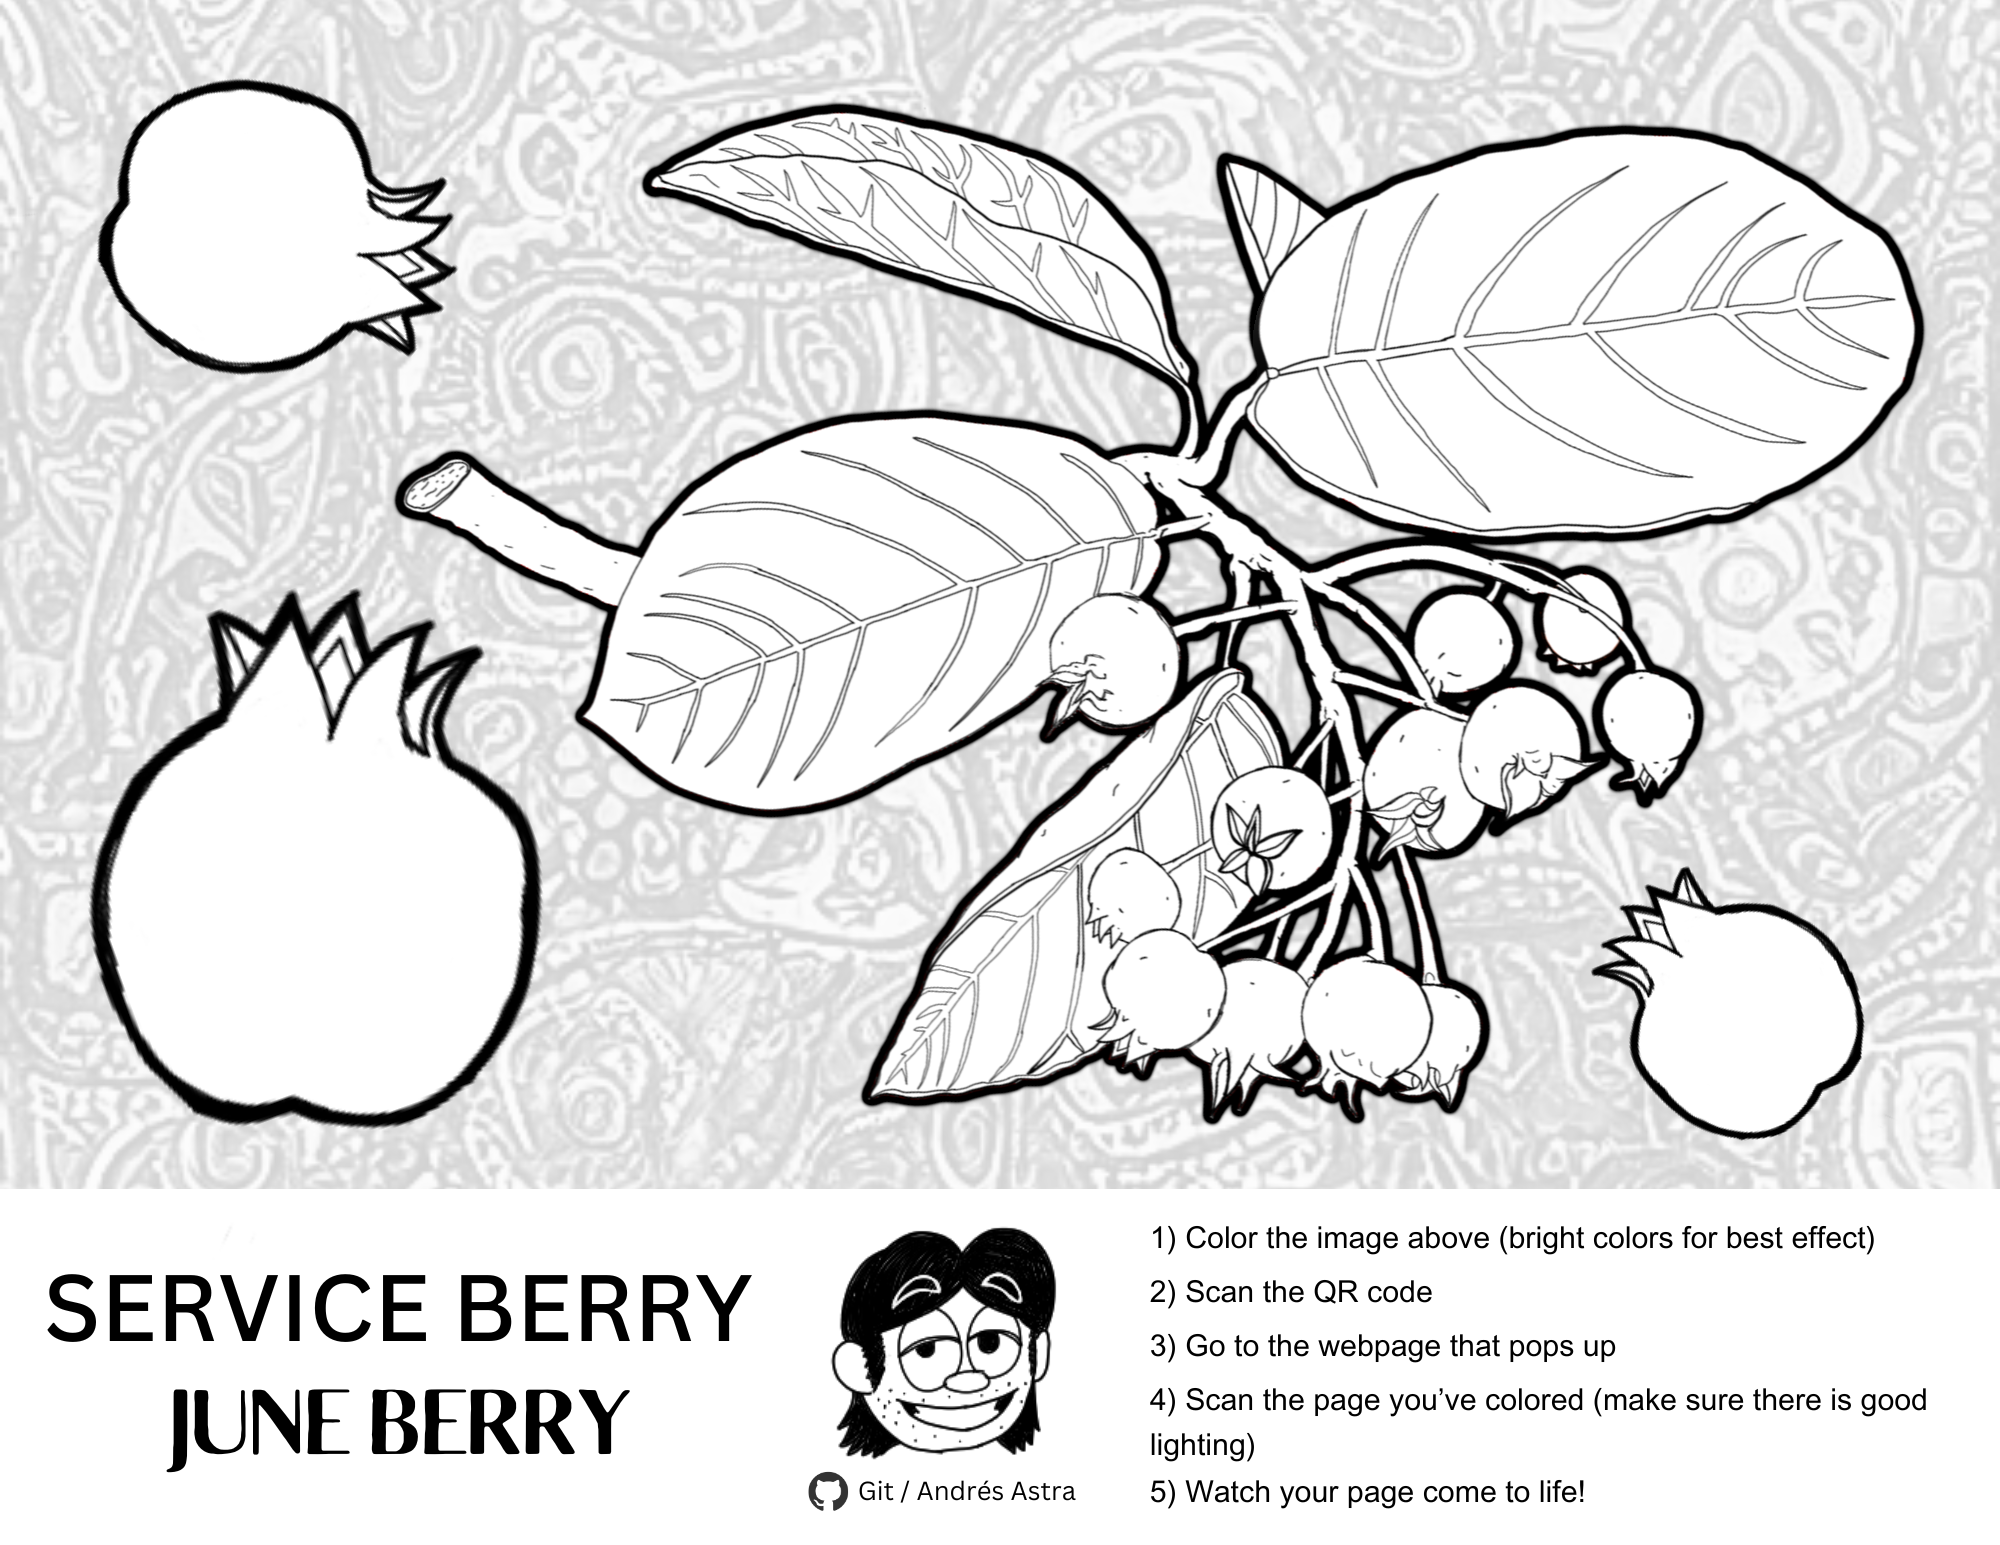 SERVICE BERRY
JUNE BERRY
Git / Andrés Astra
1) Color the image above (bright colors for best effect)
2) Scan the QR code
3) Go to the webpage that pops up
4) Scan the page you’ve colored (make sure there is good
lighting)
5) Watch your page come to life!